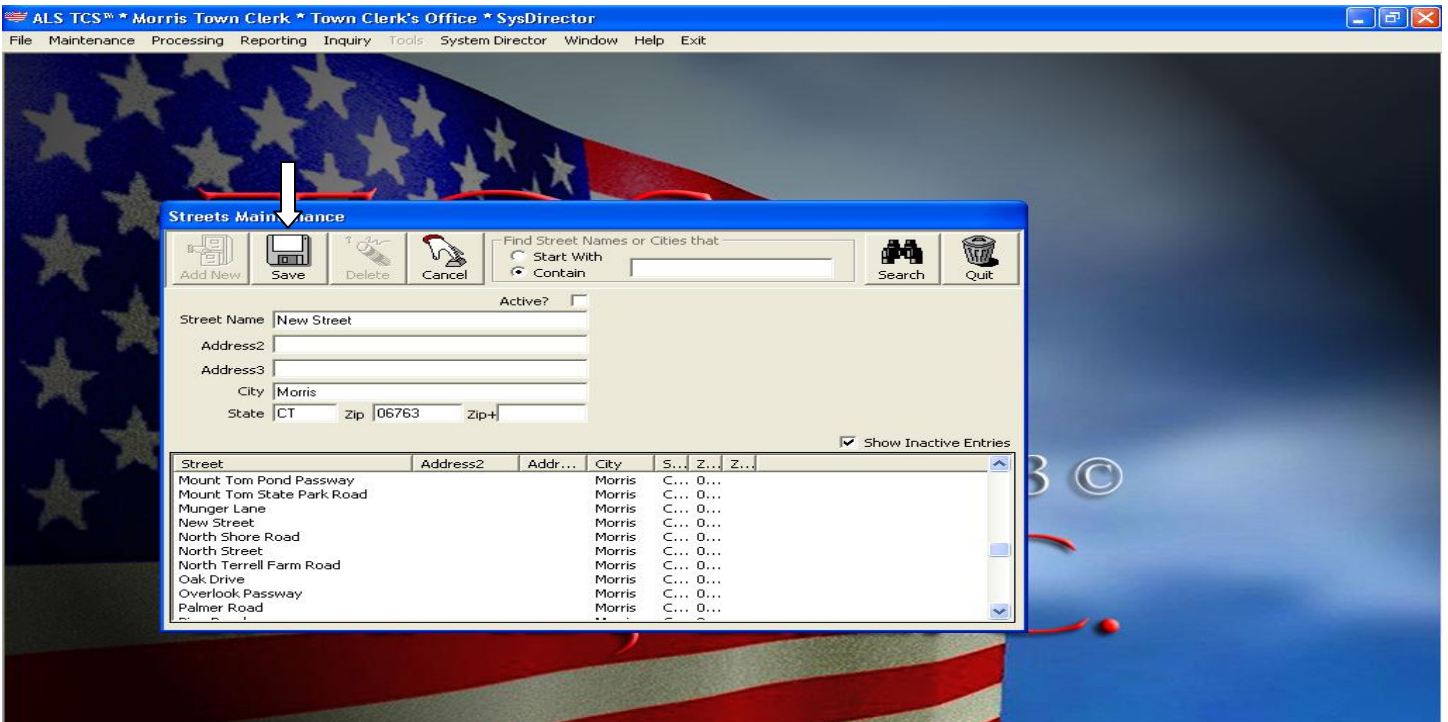 ALS TCS™ * Morris Town Clerk * Town Clerk's Office * SysDirector
File Maintenance Processing Reporting Inquiry Tools System Director Window Help Exit
Streets Maintenance
Add New Save Delete Cancel
Find Street Names or Cities that
Start With
Contain
Search Quit
Active?
Street Name New Street
Address2
Address3
City Morris
State CT Zip 06763 Zip+
Show Inactive Entries
Street Address2 Addr... City S... Z... Z...
Mount Tom Pond Passway Morris C... 0...
Mount Tom State Park Road Morris C... 0...
Munger Lane Morris C... 0...
New Street Morris C... 0...
North Shore Road Morris C... 0...
North Street Morris C... 0...
North Terrell Farm Road Morris C... 0...
Oak Drive Morris C... 0...
Overlook Passway Morris C... 0...
Palmer Road Morris C... 0...
3 ©